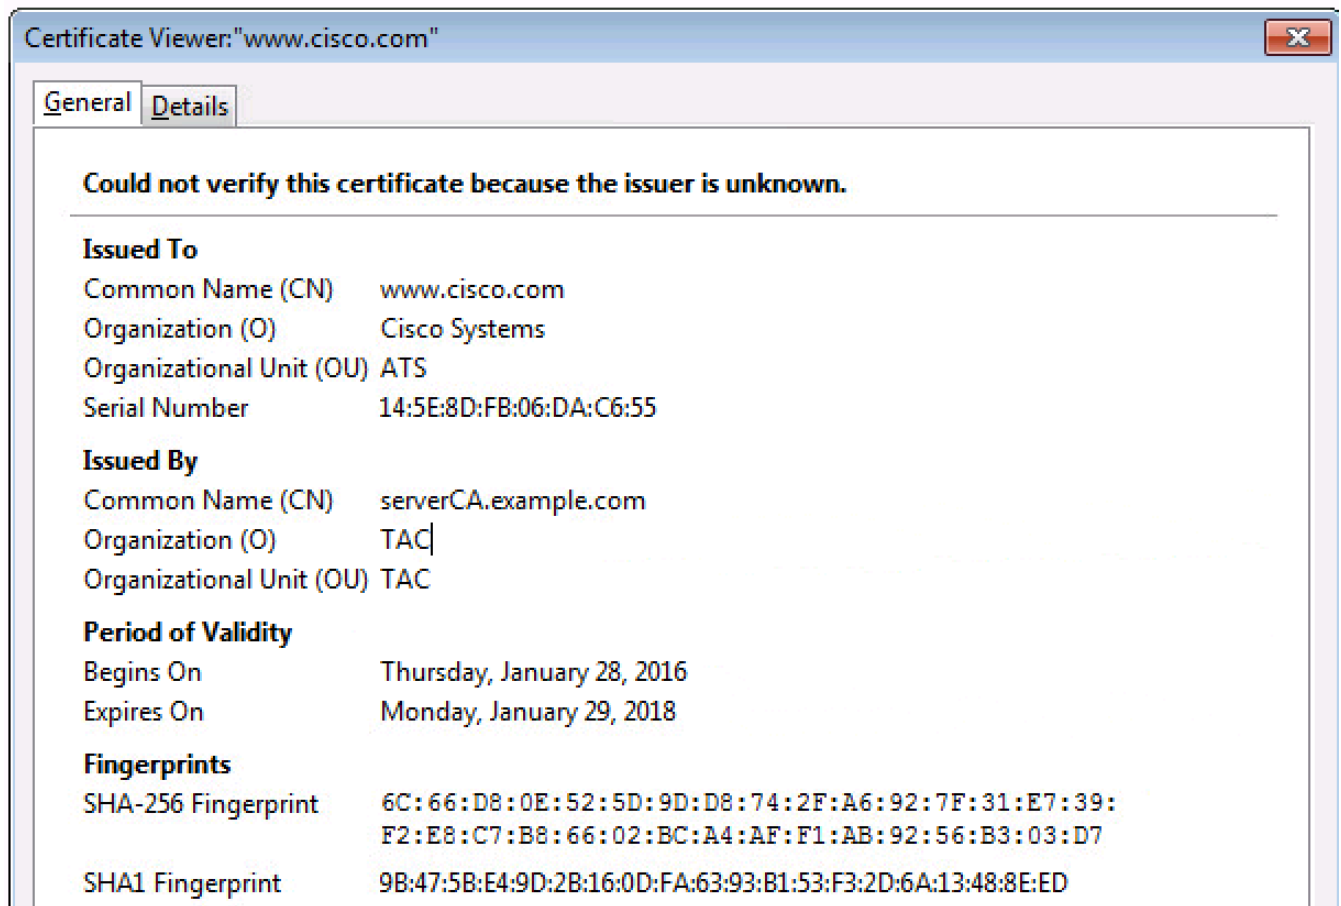 Certificate Viewer:"www.cisco.com"
General Details
Could not verify this certificate because the issuer is unknown.
Issued To
Common Name (CN) www.cisco.com
Organization (O) Cisco Systems
Organizational Unit (OU) ATS
Serial Number 14:5E:8D:FB:06:DA:C6:55
Issued By
Common Name (CN) serverCA.example.com
Organization (O) TAC
Organizational Unit (OU) TAC
Period of Validity
Begins On Thursday, January 28, 2016
Expires On Monday, January 29, 2018
Fingerprints
SHA-256 Fingerprint 6C:66:D8:0E:52:5D:9D:D8:74:2F:A6:92:7F:31:E7:39:
F2:E8:C7:B8:66:02:BC:A4:AF:F1:AB:92:56:B3:03:D7
SHA1 Fingerprint 9B:47:5B:E4:9D:2B:16:0D:FA:63:93:B1:53:F3:2D:6A:13:48:8E:ED